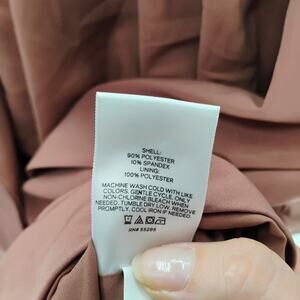 SHELL:
90% POLYESTER
10% SPANDEX
LINING:
100% POLYESTER
MACHINE WASH COLD WITH LIKE
COLORS. GENTLE CYCLE. ONLY
NON-CHLORINE BLEACH WHEN
NEEDED. TUMBLE DRY LOW. REMOVE
PROMPTLY. COOL IRON IF NEEDED.
RN# 55285